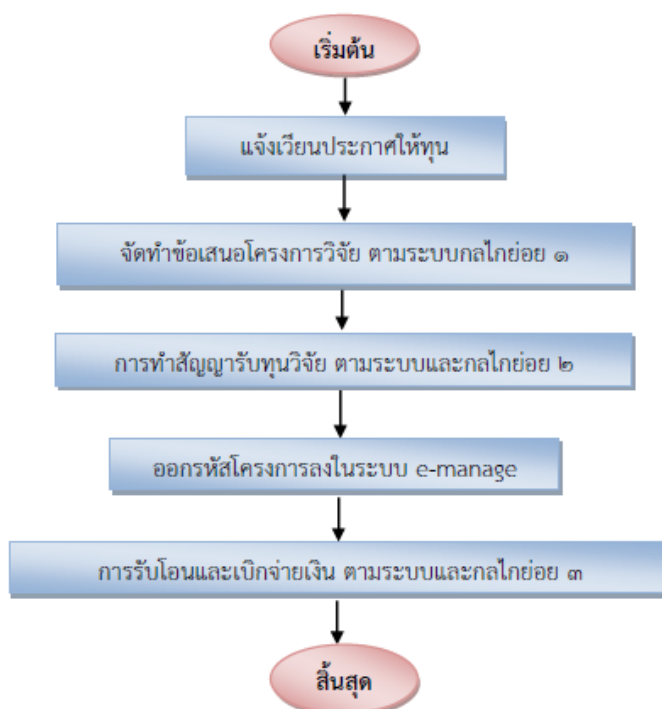 เริ่มต้น
แจ้งเวียนประกาศให้ทุน
จัดทำข้อเสนอโครงการวิจัย ตามระบบกลไกย่อย ๑
การทำสัญญารับทุนวิจัย ตามระบบและกลไกย่อย ๒
ออกรหัสโครงการลงในระบบ e-manage
การรับโอนและเบิกจ่ายเงิน ตามระบบและกลไกย่อย ๓
สิ้นสุด